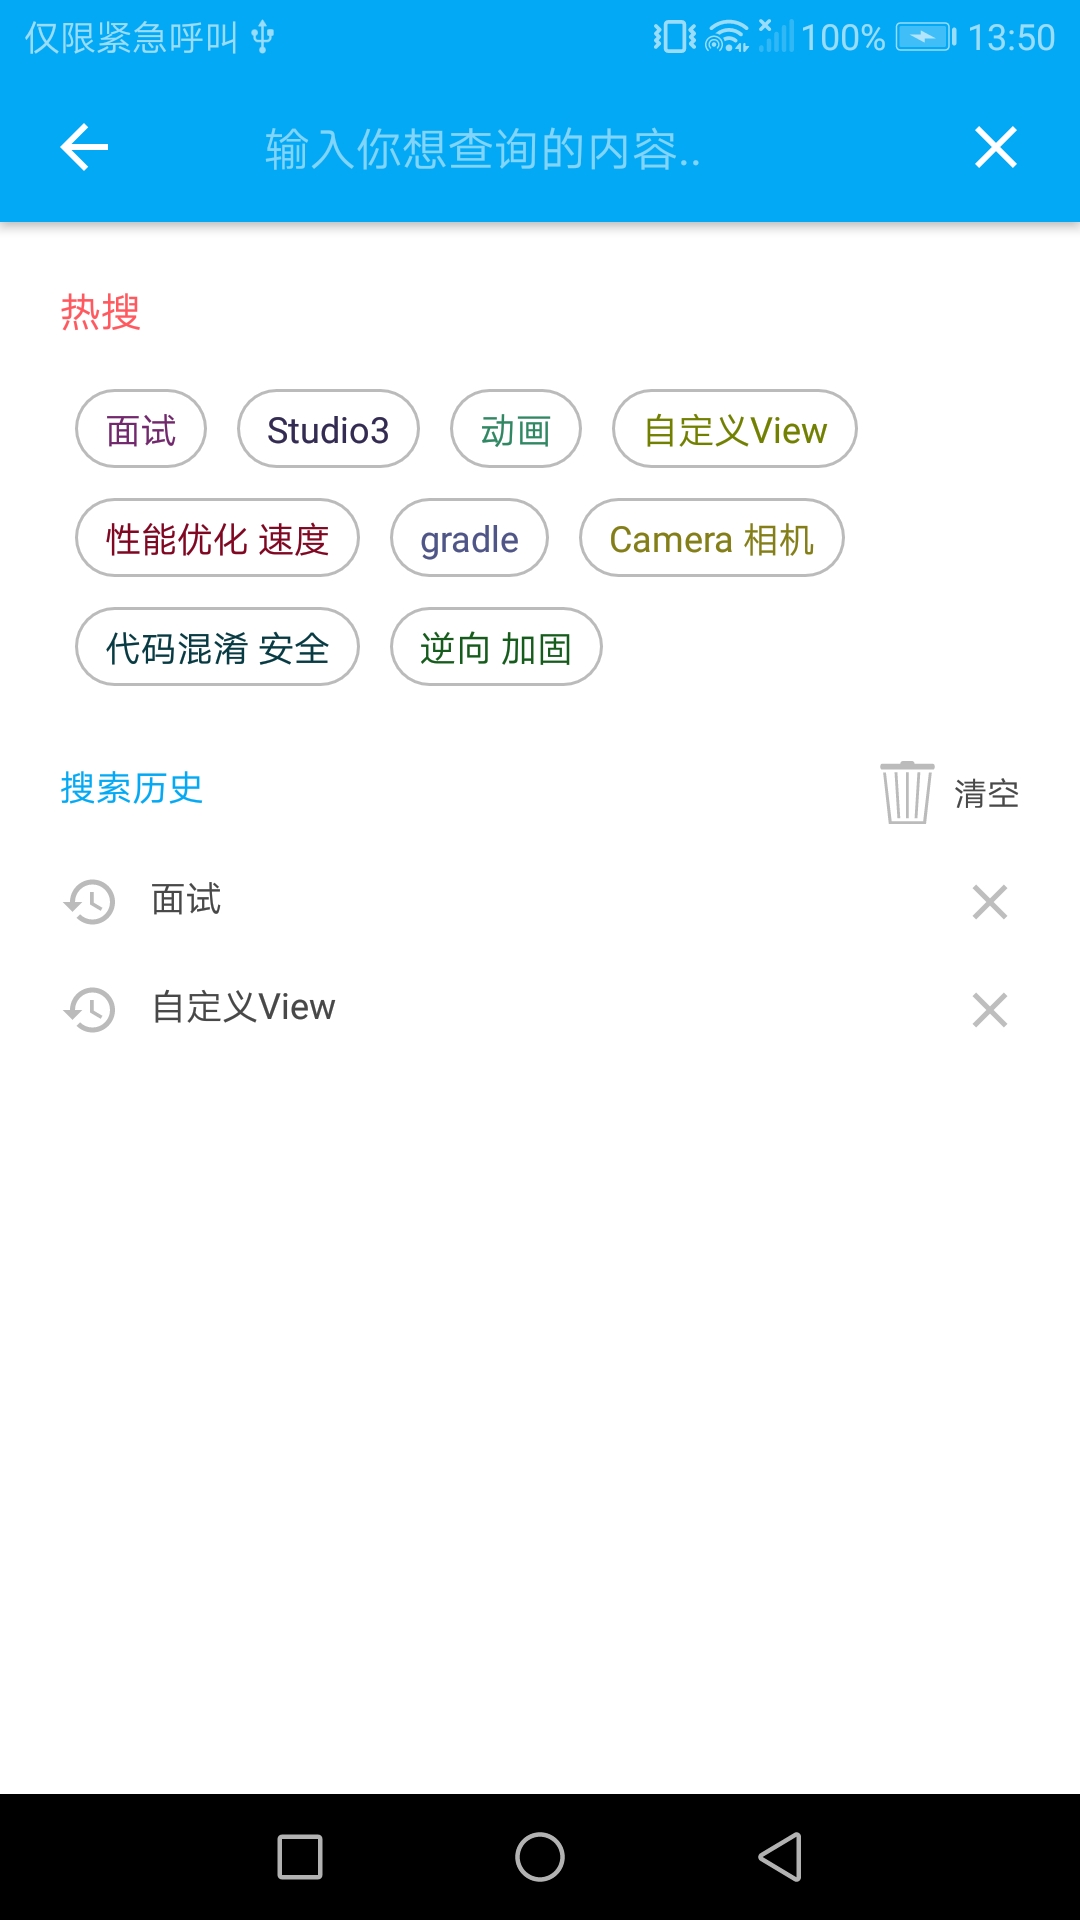 仅限紧急呼叫 100% 13:50
输入你想查询的内容..
热搜
面试 Studio3 动画 自定义View
性能优化 速度 gradle Camera 相机
代码混淆 安全 逆向 加固
搜索历史 清空
面试
自定义View